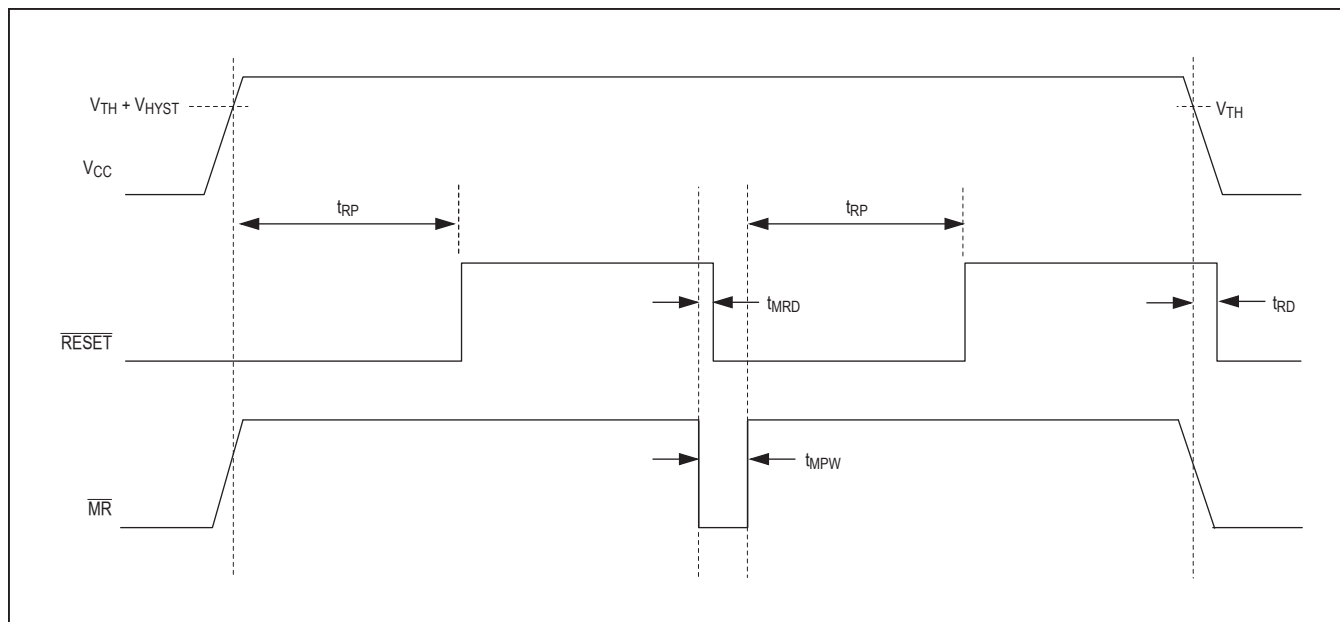 VTH + VHYST
VTH
VCC
tRP
tRP
tMRD
tRD
RESET
tMPW
MR